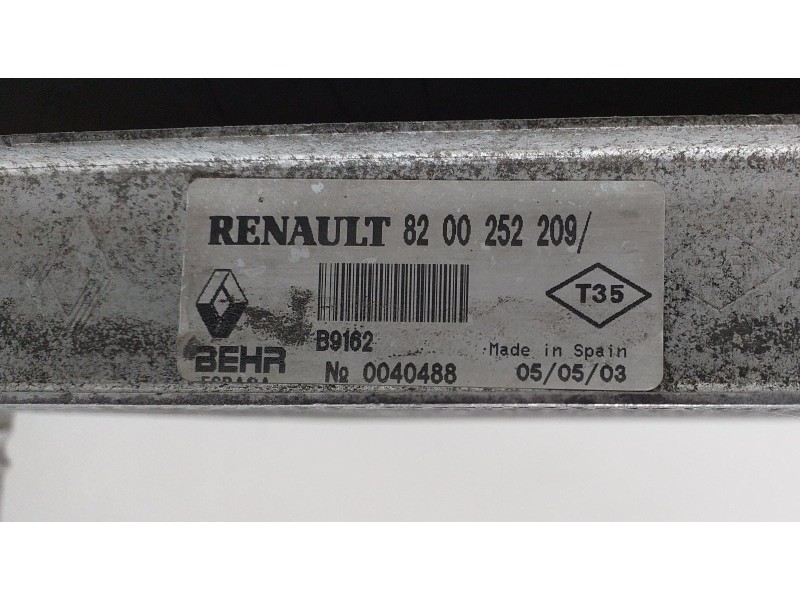 RENAULT 82 00 252 209/
T35
B9162
BEHR
Made in Spain
№ 0040488
05/05/03